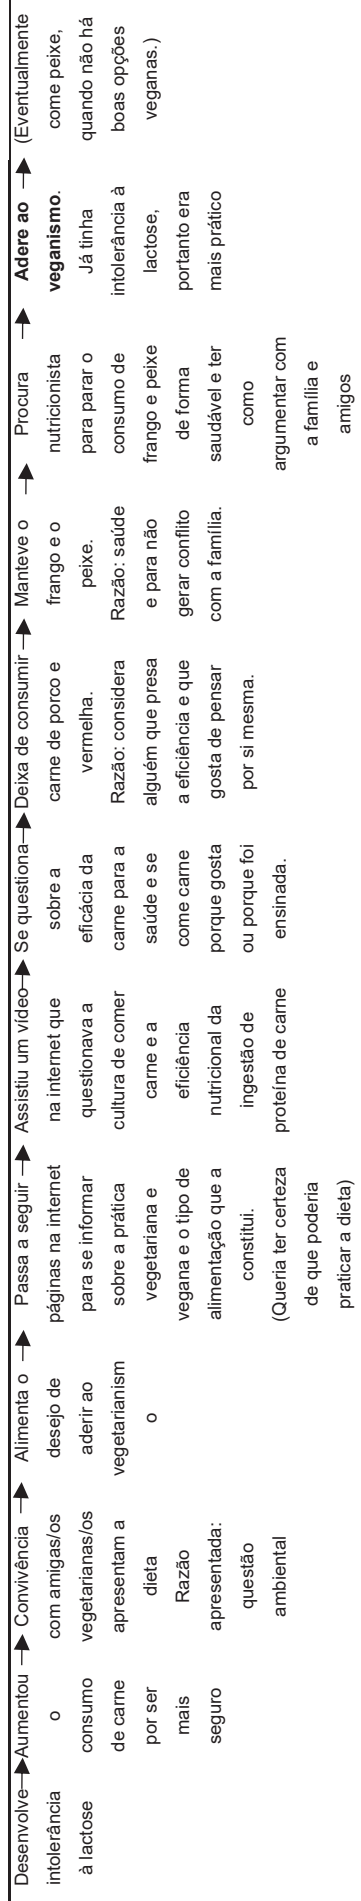 Desenvolve
intolerância
à lactose
Aumentou
o
consumo
de carne
por ser
mais
seguro
Convivência
com amigas/os
vegetarianas/os
apresentam a
dieta
Razão
apresentada:
questão
ambiental
Alimenta o
desejo de
aderir ao
vegetarianism
o
Passa a seguir
páginas na internet
para se informar
sobre a prática
vegetariana e
vegana e o tipo de
alimentação que a
constitui.
(Queria ter certeza
de que poderia
praticar a dieta)
Assistiu um vídeo
na internet que
questionava a
cultura de comer
carne e a
eficiência
nutricional da
ingestão de
proteína de carne
Se questiona
sobre a
eficácia da
carne para a
saúde e se
come carne
porque gosta
ou porque foi
ensinada.
Deixa de consumir
carne de porco e
vermelha.
Razão: considera
alguém que presa
a eficiência e que
gosta de pensar
por si mesma.
Manteve o
frango e o
peixe.
Razão: saúde
e para não
gerar conflito
com a família.
Procura
nutricionista
para parar o
consumo de
frango e peixe
de forma
saudável e ter
como
argumentar com
a família e
amigos
Adere ao
veganismo.
Já tinha
intolerância à
lactose,
portanto era
mais prático
(Eventualmente
come peixe,
quando não há
boas opções
veganas.)